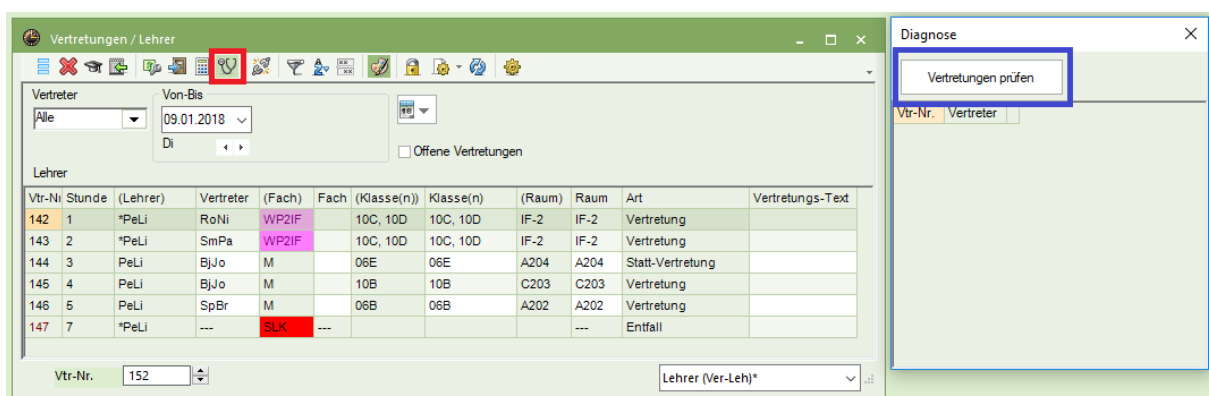 Vertretungen / Lehrer
Vertreter
Von-Bis
Alle
09.01.2018
Di
Offene Vertretungen
Lehrer
Vtr-Nr Stunde (Lehrer) Vertreter (Fach) Fach (Klasse(n)) Klasse(n) (Raum) Raum Art Vertretungs-Text
142 1 *PeLi RoNi WP2IF 10C, 10D 10C, 10D IF-2 IF-2 Vertretung
143 2 *PeLi SmPa WP2IF 10C, 10D 10C, 10D IF-2 IF-2 Vertretung
144 3 PeLi BjJo M 06E 06E A204 A204 Statt-Vertretung
145 4 PeLi BjJo M 10B 10B C203 C203 Vertretung
146 5 PeLi SpBr M 06B 06B A202 A202 Vertretung
147 7 *PeLi --- SLK --- --- Entfall
Vtr-Nr. 152 Lehrer (Ver-Leh)*
Diagnose
Vertretungen prüfen
Vtr-Nr. Vertreter